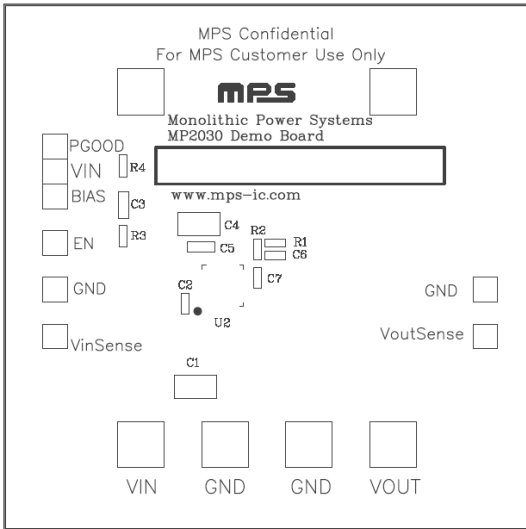 MPS Confidential
For MPS Customer Use Only
mps
Monolithic Power Systems
MP2030 Demo Board
PGOOD
VIN
R4
BIAS
www.mps-ic.com
C3
C4
EN
R3
C5
R2
R1
C6
C7
GND
C2
U2
GND
VinSense
VoutSense
C1
VIN
GND
GND
VOUT